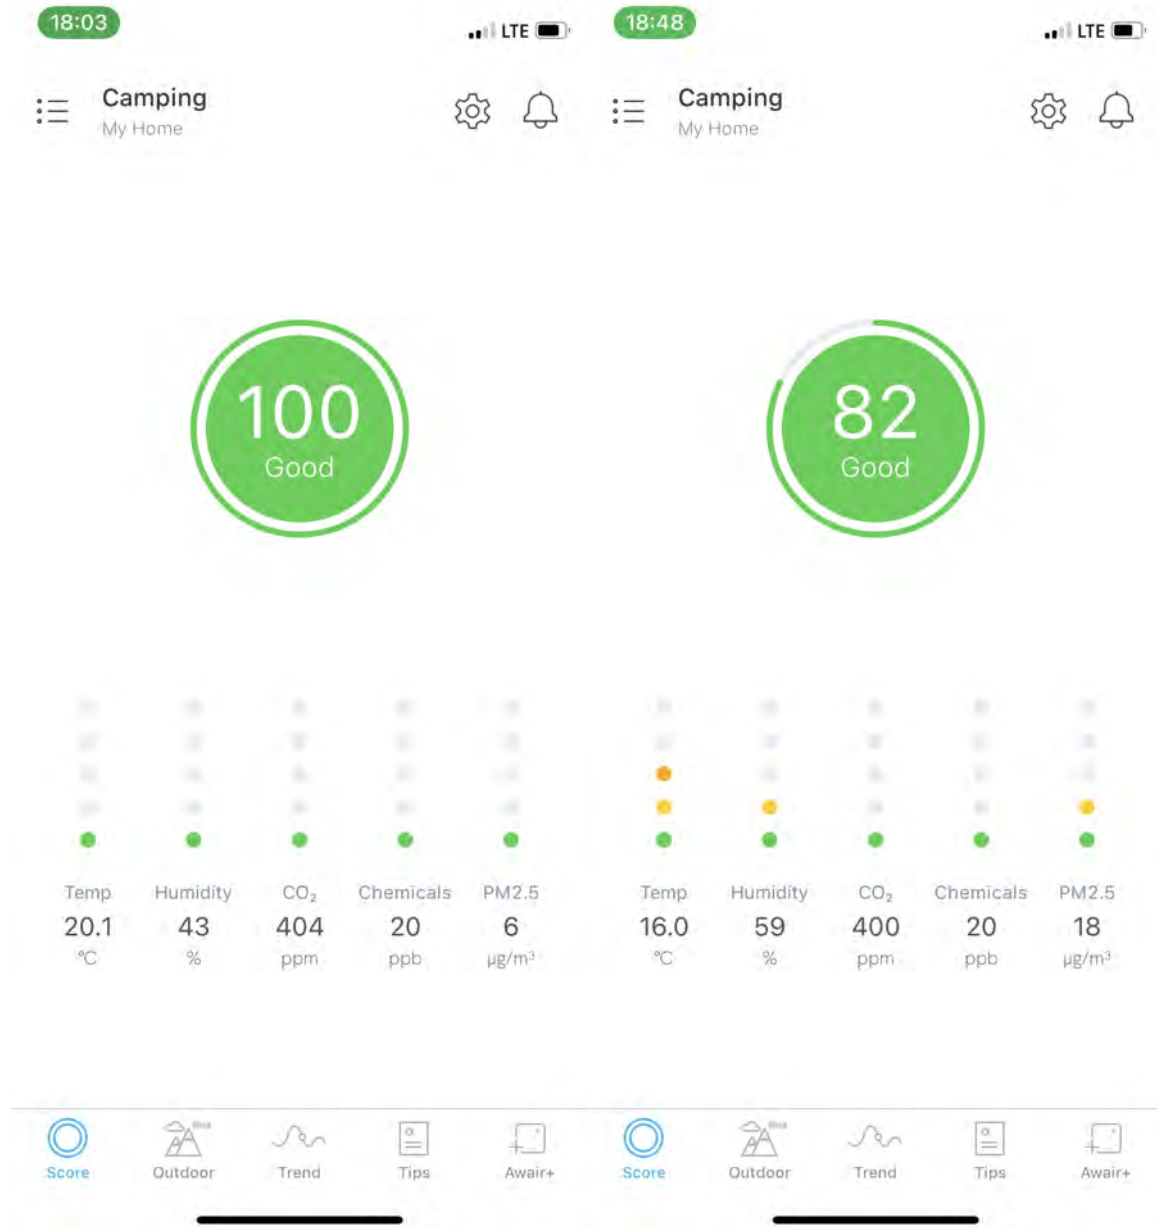 18:03
LTE
Camping
My Home
100
Good
Temp Humidity CO₂ Chemicals PM2.5
20.1 43 404 20 6
°C % ppm ppb µg/m³
Score Outdoor Trend Tips Awair+
18:48
LTE
Camping
My Home
82
Good
Temp Humidity CO₂ Chemicals PM2.5
16.0 59 400 20 18
°C % ppm ppb µg/m³
Score Outdoor Trend Tips Awair+